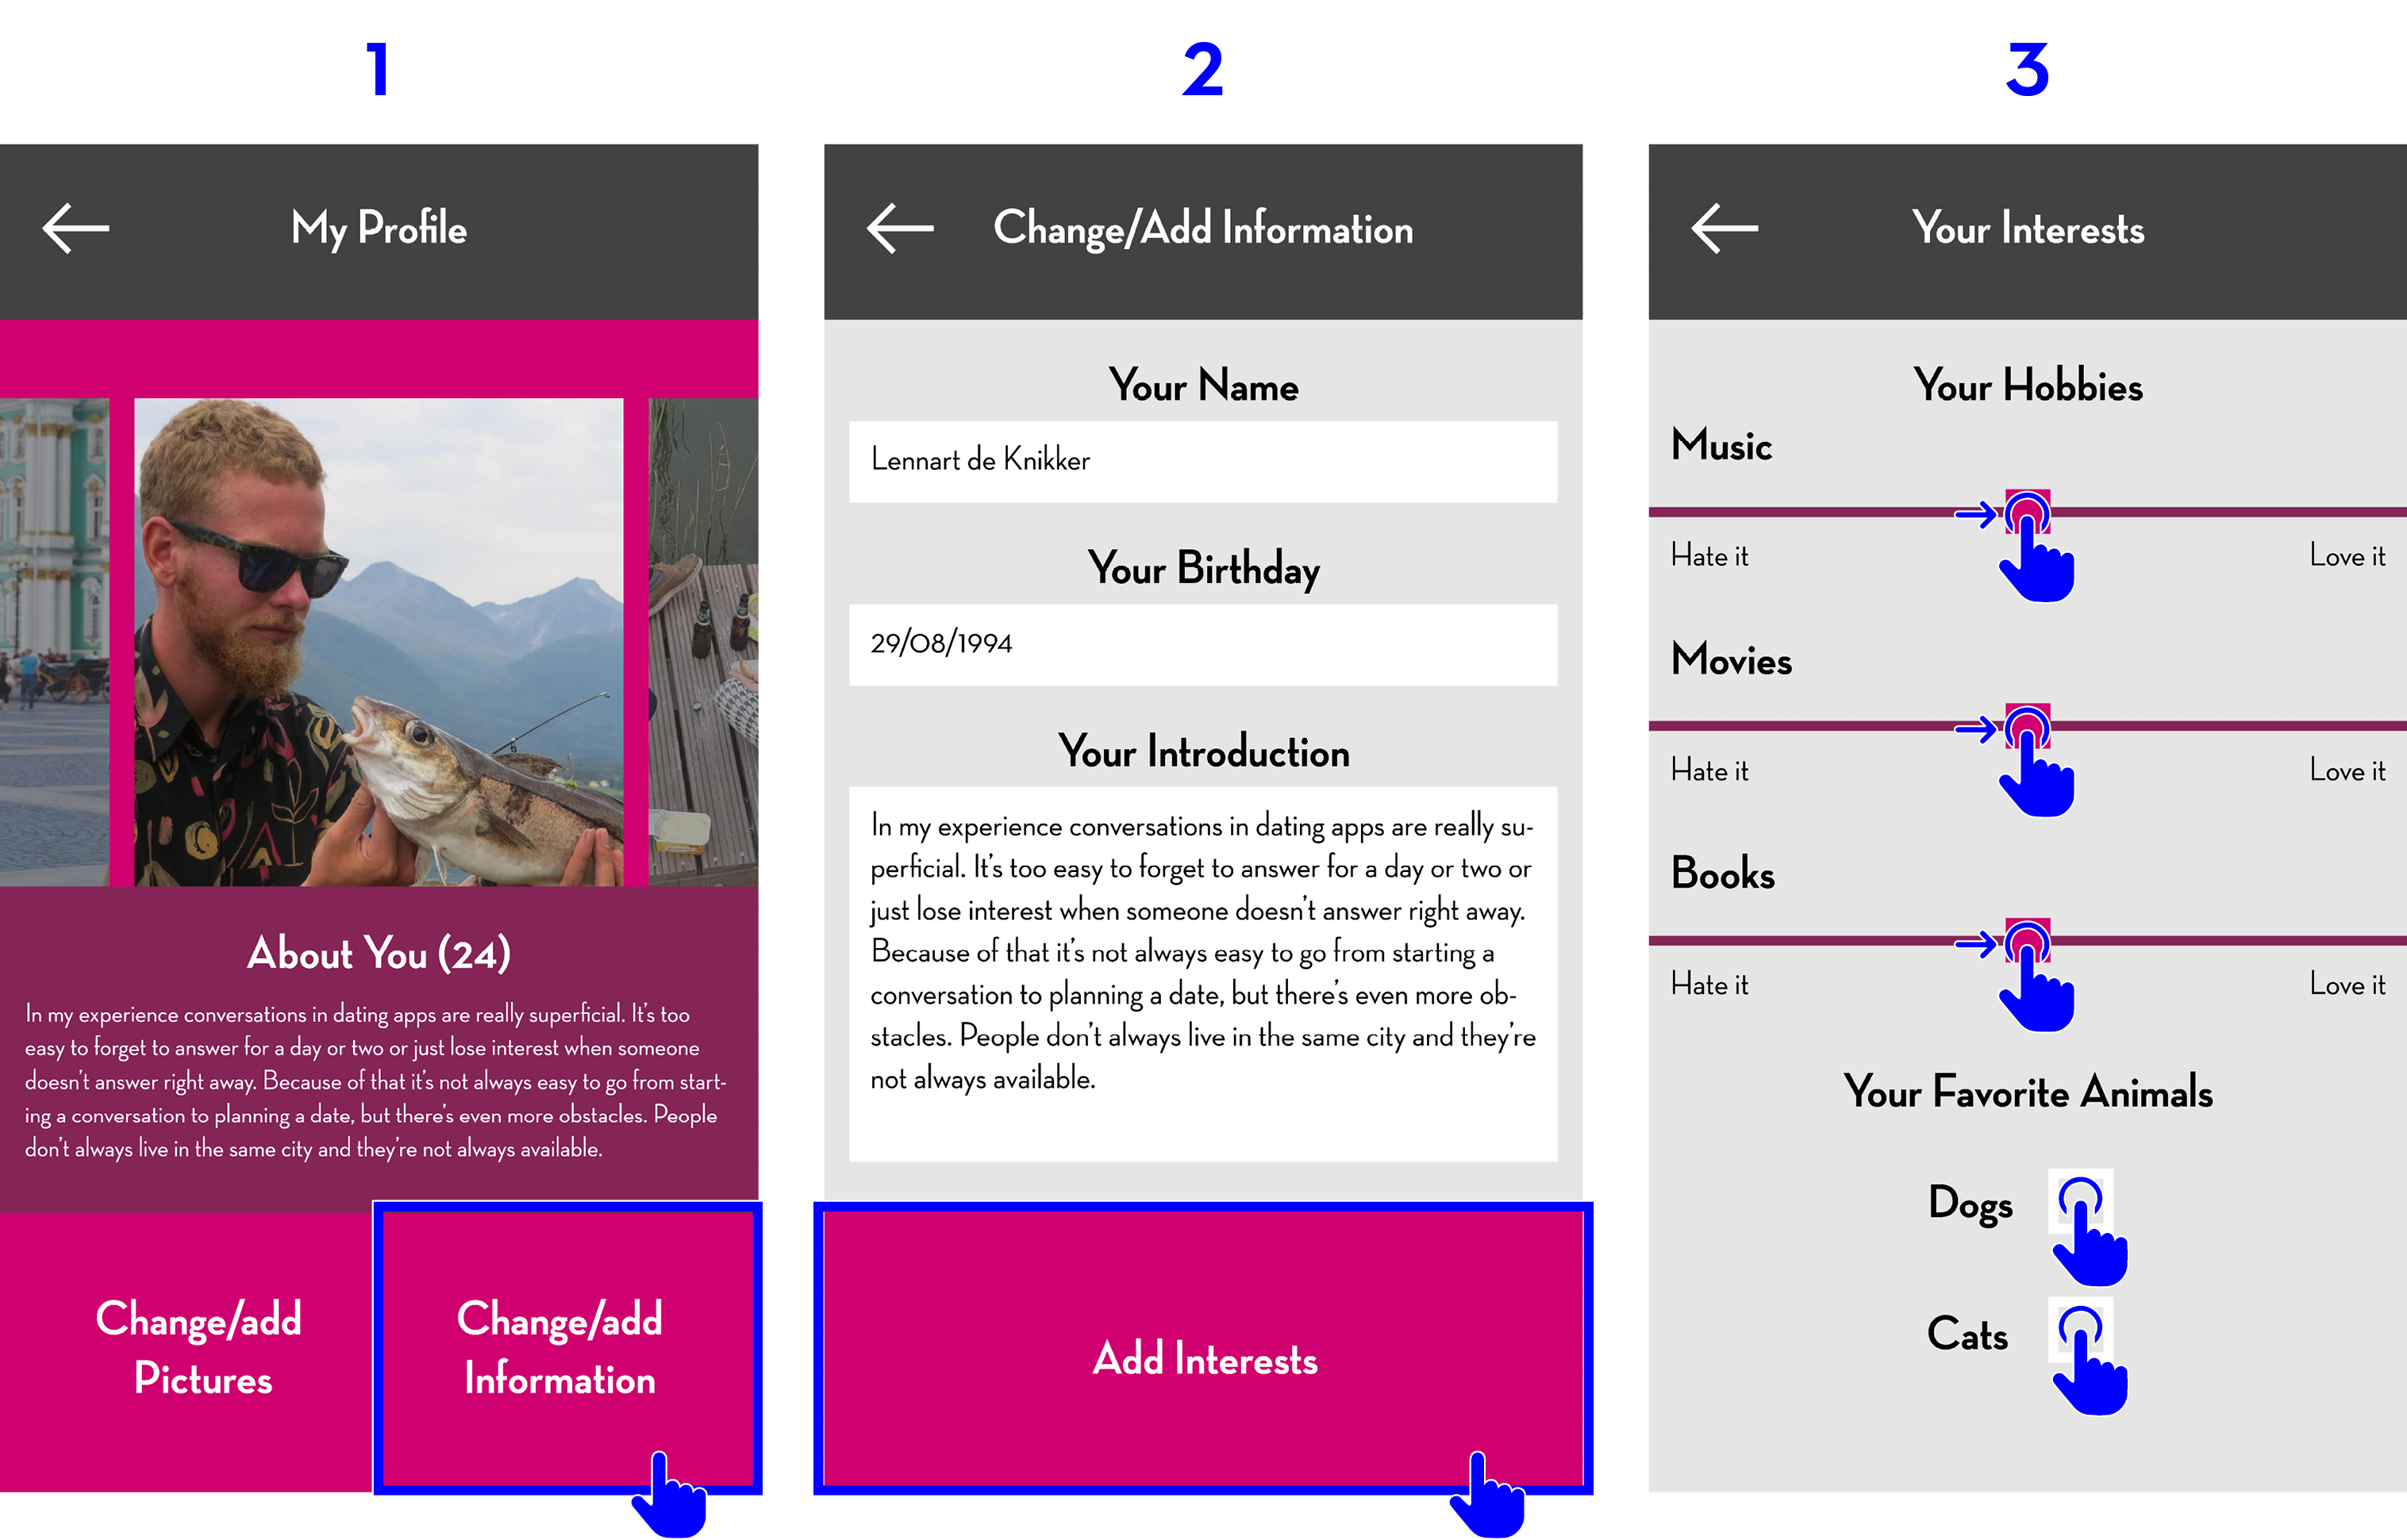 1
My Profile
About You (24)
In my experience conversations in dating apps are really superficial. It's too
easy to forget to answer for a day or two or just lose interest when someone
doesn't answer right away. Because of that it's not always easy to go from start-
ing a conversation to planning a date, but there's even more obstacles. People
don't always live in the same city and they're not always available.
Change/add
Pictures
Change/add
Information
2
Change/Add Information
Your Name
Lennart de Knikker
Your Birthday
29/08/1994
Your Introduction
In my experience conversations in dating apps are really su-
perficial. It's too easy to forget to answer for a day or two or
just lose interest when someone doesn't answer right away.
Because of that it's not always easy to go from starting a
conversation to planning a date, but there's even more ob-
stacles. People don't always live in the same city and they're
not always available.
Add Interests
3
Your Interests
Your Hobbies
Music
Hate it
Love it
Movies
Hate it
Love it
Books
Hate it
Love it
Your Favorite Animals
Dogs
Cats